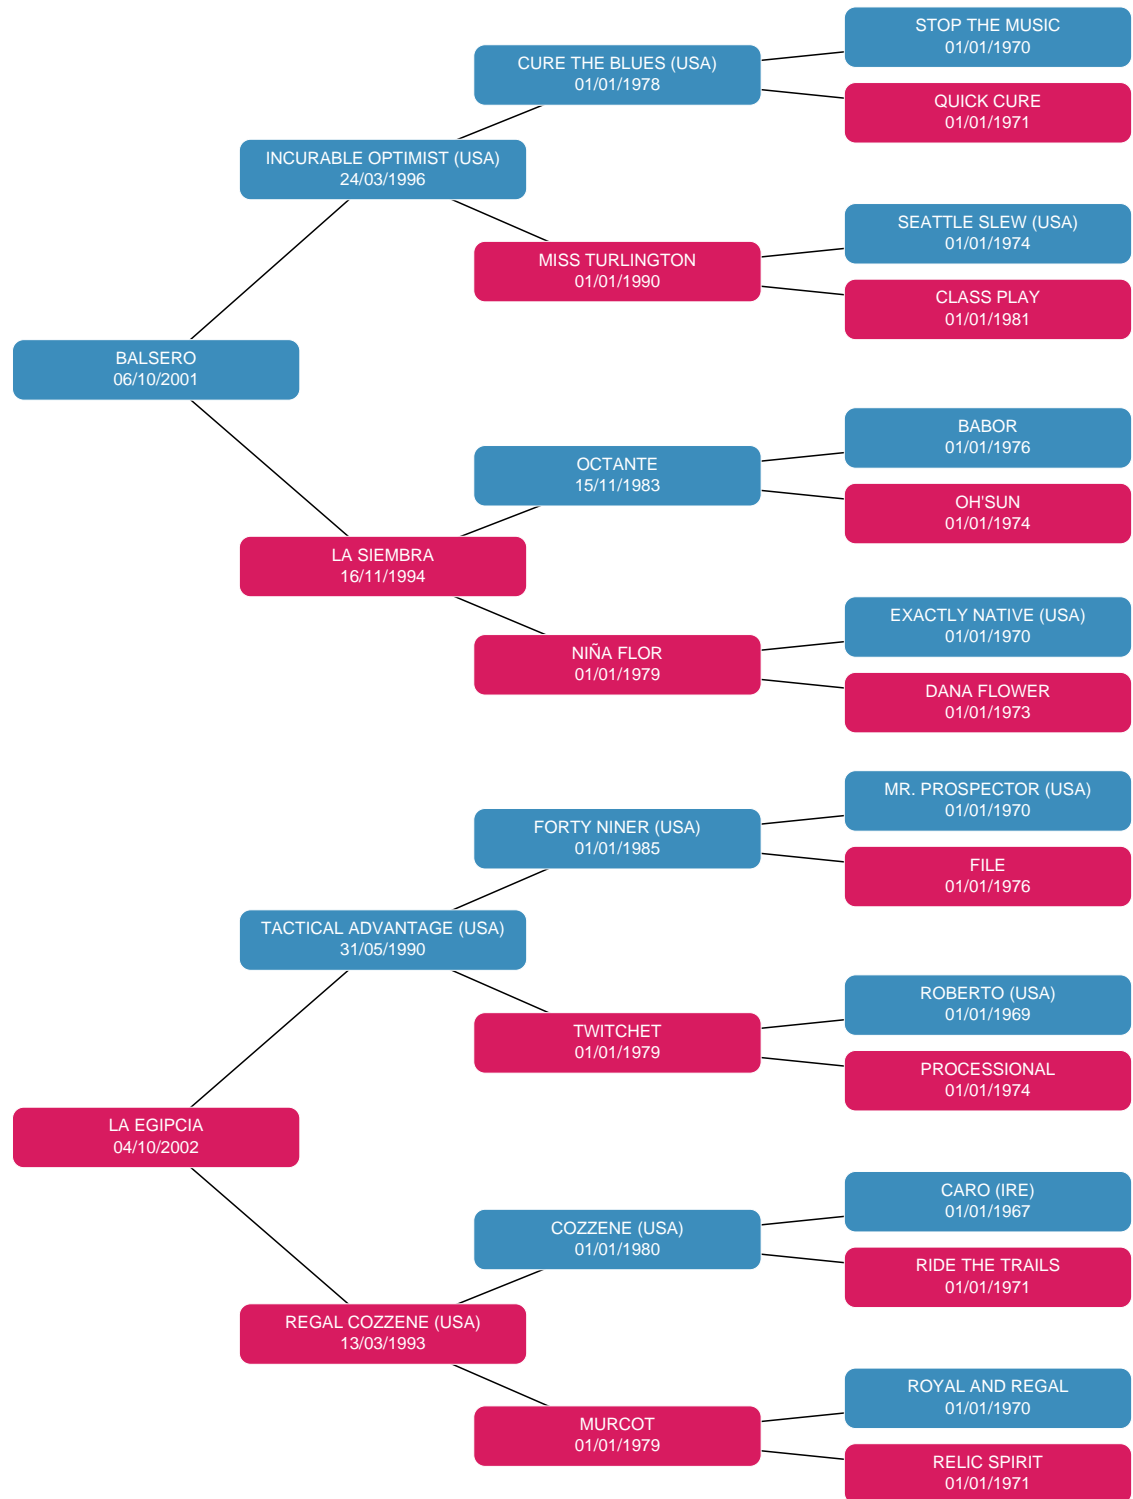 STOP THE MUSIC
01/01/1970
CURE THE BLUES (USA)
01/01/1978
QUICK CURE
01/01/1971
INCURABLE OPTIMIST (USA)
24/03/1996
SEATTLE SLEW (USA)
01/01/1974
MISS TURLINGTON
01/01/1990
CLASS PLAY
01/01/1981
BALSERO
06/10/2001
BABOR
01/01/1976
OCTANTE
15/11/1983
OH'SUN
01/01/1974
LA SIEMBRA
16/11/1994
EXACTLY NATIVE (USA)
01/01/1970
NIÑA FLOR
01/01/1979
DANA FLOWER
01/01/1973
MR. PROSPECTOR (USA)
01/01/1970
FORTY NINER (USA)
01/01/1985
FILE
01/01/1976
TACTICAL ADVANTAGE (USA)
31/05/1990
ROBERTO (USA)
01/01/1969
TWITCHET
01/01/1979
PROCESSIONAL
01/01/1974
LA EGIPCIA
04/10/2002
CARO (IRE)
01/01/1967
COZZENE (USA)
01/01/1980
RIDE THE TRAILS
01/01/1971
REGAL COZZENE (USA)
13/03/1993
ROYAL AND REGAL
01/01/1970
MURCOT
01/01/1979
RELIC SPIRIT
01/01/1971